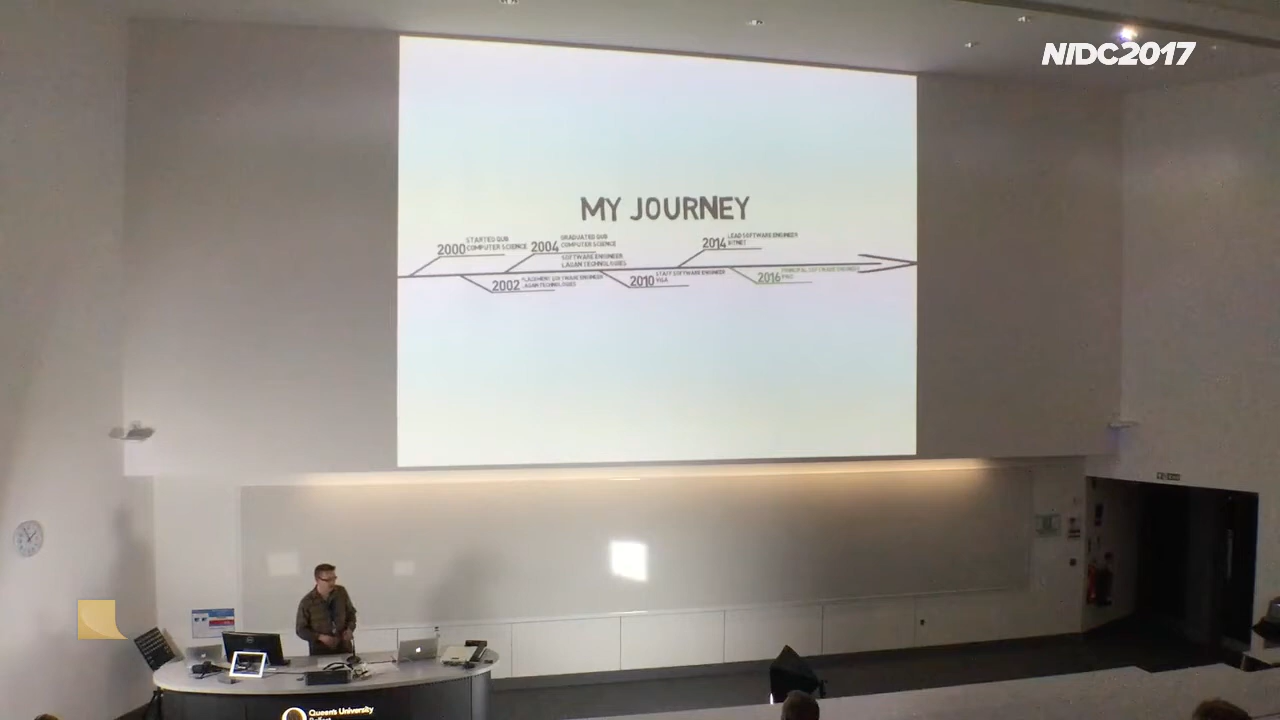 NIDC2017
MY JOURNEY
2000 STARTED QUB
COMPUTER SCIENCE
2004 GRADUATED QUB
COMPUTER SCIENCE
SOFTWARE ENGINEER
LAGAN TECHNOLOGIES
2014 LEAD SOFTWARE ENGINEER
2002 PLACEMENT SOFTWARE ENGINEER
LAGAN TECHNOLOGIES
2010 STAFF SOFTWARE ENGINEER
2016 PRINCIPAL SOFTWARE ENGINEER
Queen's University
Belfast